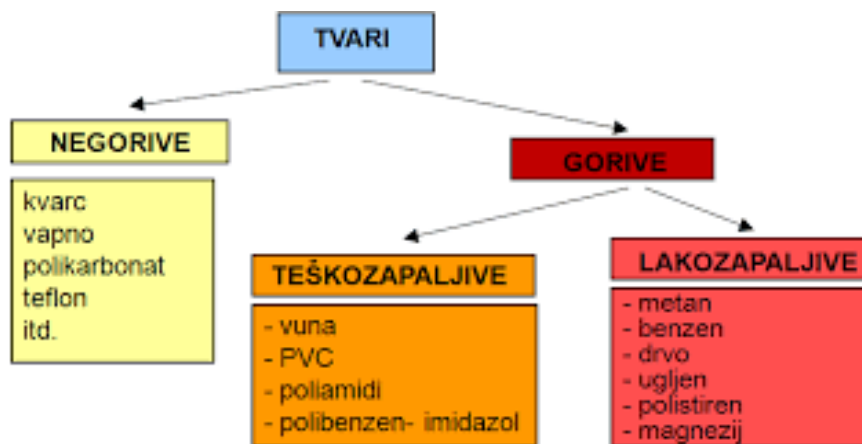 TVARI
NEGORIVE
GORIVE
kvarc
vapno
polikarbonat
teflon
itd.
TEŠKOZAPALJIVE
- vuna
- PVC
- poliamidi
- polibenzen- imidazol
LAKOZAPALJIVE
- metan
- benzen
- drvo
- ugljen
- polistiren
- magnezij